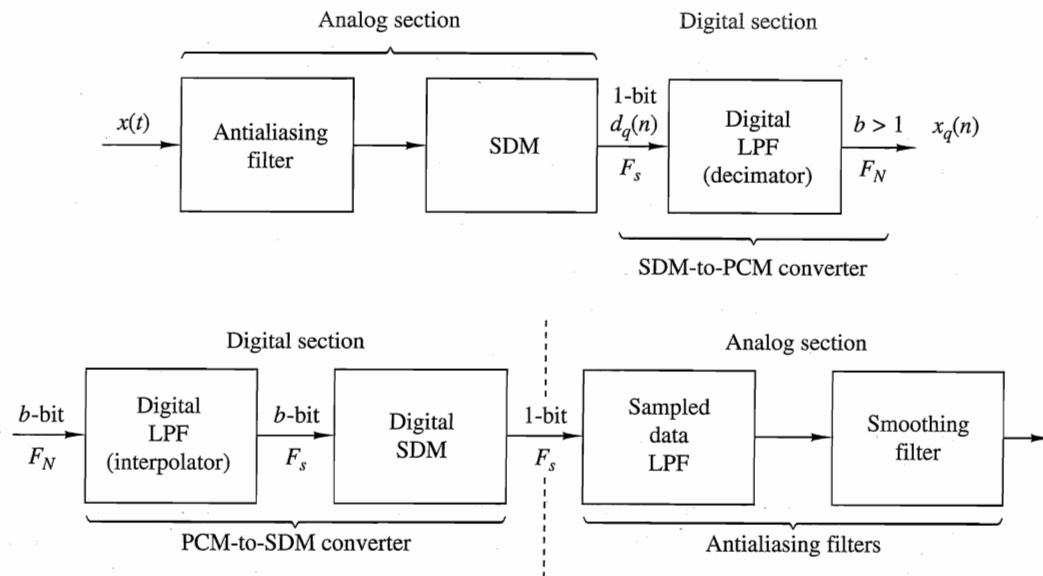 Analog section
Digital section
x(t)
Antialiasing
filter
SDM
1-bit
d_q(n)
F_s
Digital
LPF
(decimator)
b > 1
F_N
x_q(n)
SDM-to-PCM converter
Digital section
Analog section
b-bit
F_N
Digital
LPF
(interpolator)
b-bit
F_s
Digital
SDM
1-bit
F_s
Sampled
data
LPF
Smoothing
filter
PCM-to-SDM converter
Antialiasing filters